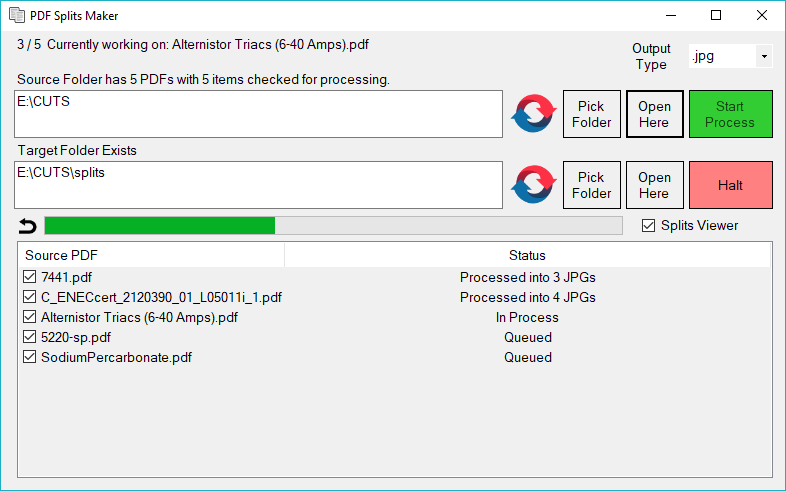 PDF Splits Maker
3 / 5 Currently working on: Alternistor Triacs (6-40 Amps).pdf
Output
Type
.jpg
Source Folder has 5 PDFs with 5 items checked for processing.
E:\CUTS
Pick
Folder
Open
Here
Start
Process
Target Folder Exists
E:\CUTS\splits
Pick
Folder
Open
Here
Halt
Splits Viewer
Source PDF Status
7441.pdf Processed into 3 JPGs
C_ENECcert_2120390_01_L05011i_1.pdf Processed into 4 JPGs
Alternistor Triacs (6-40 Amps).pdf In Process
5220-sp.pdf Queued
SodiumPercarbonate.pdf Queued